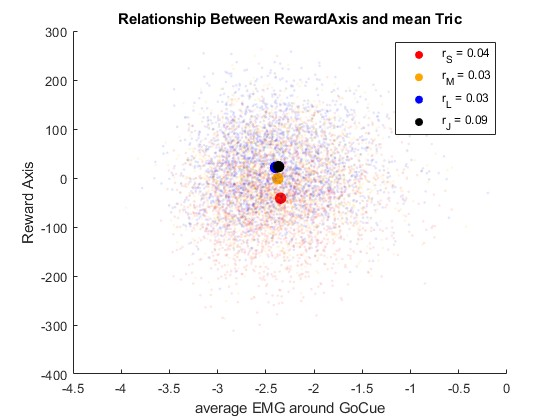 Relationship Between RewardAxis and mean Tric
300
200
100
0
-100
-200
-300
-400
Reward Axis
-4.5 -4 -3.5 -3 -2.5 -2 -1.5 -1 -0.5 0
average EMG around GoCue
r_S = 0.04
r_M = 0.03
r_L = 0.03
r_J = 0.09